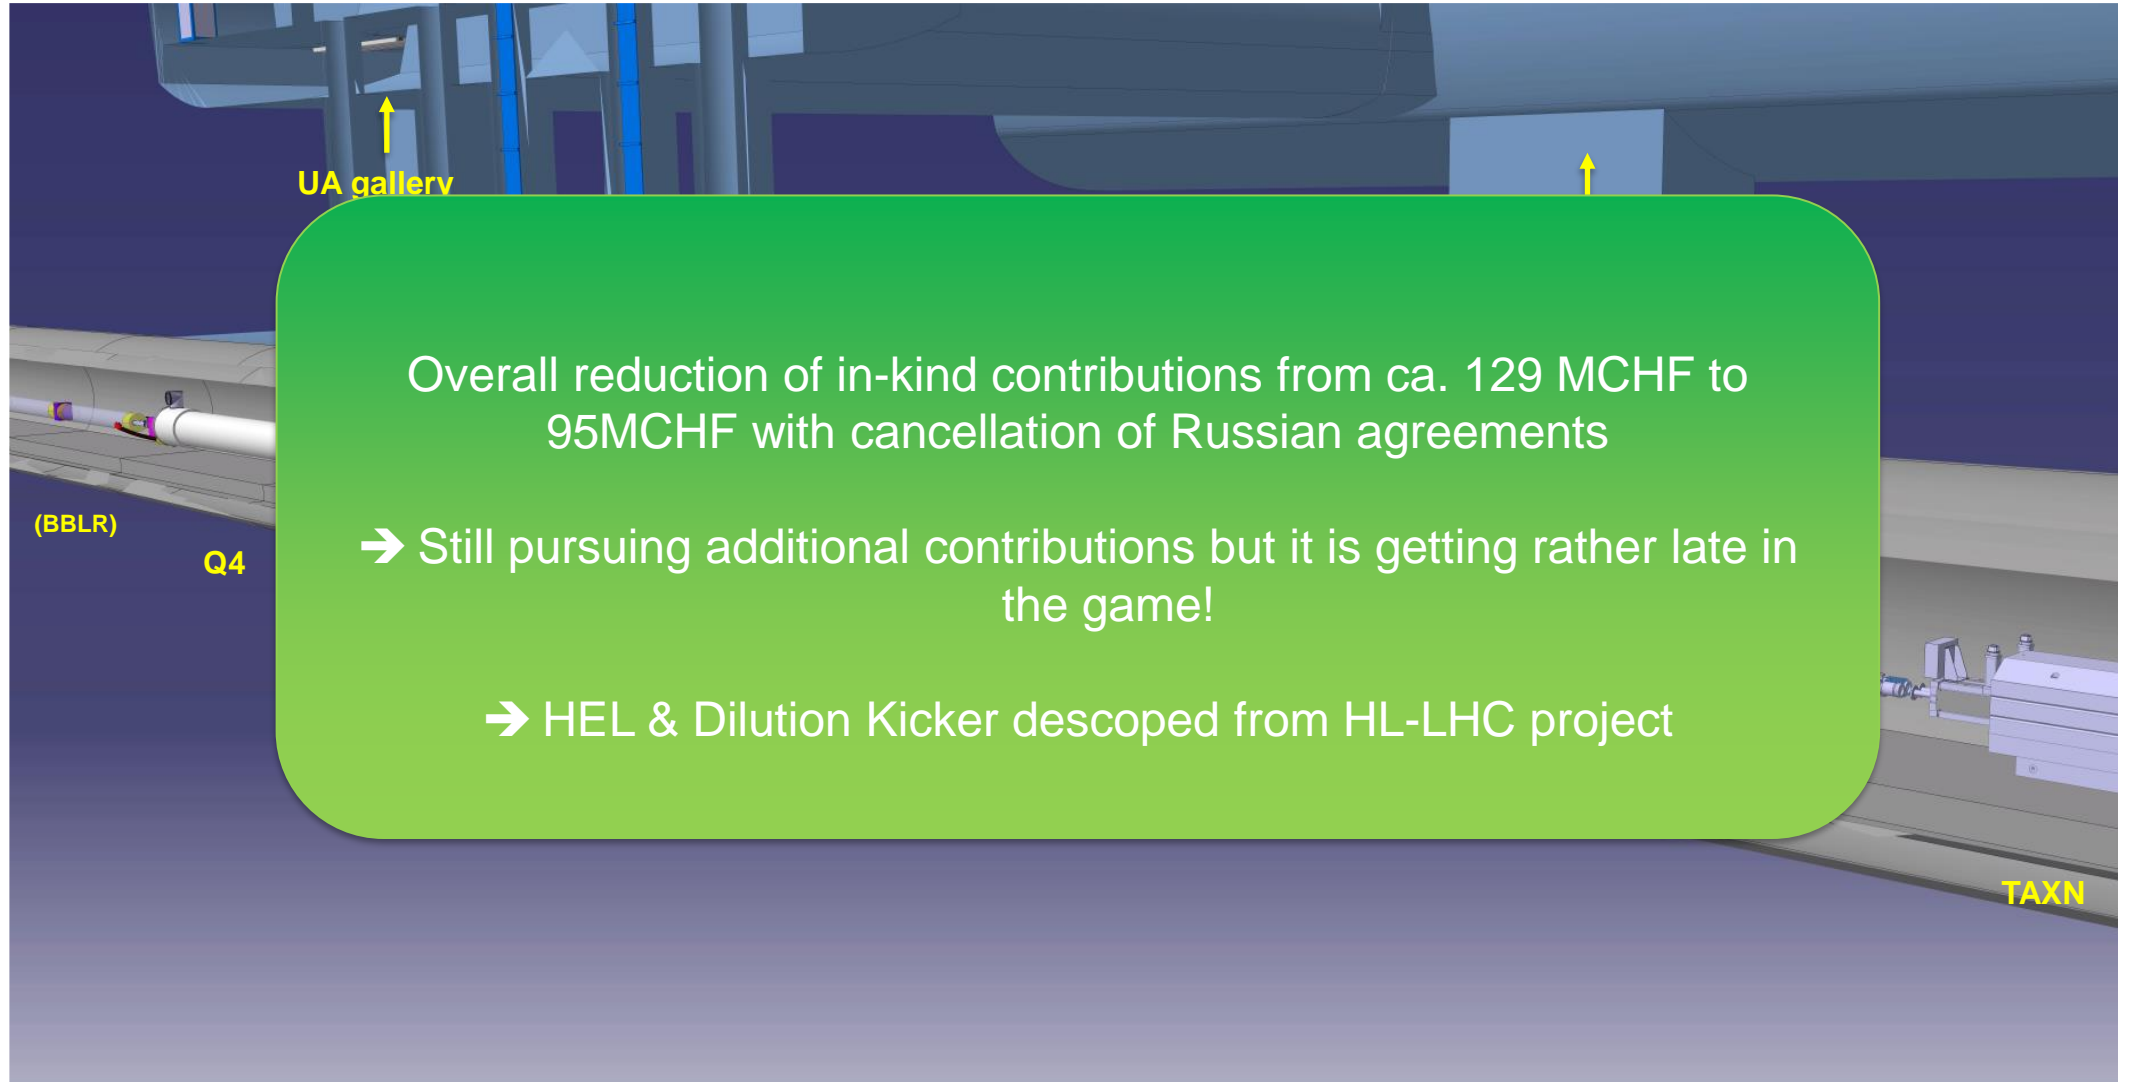 UA gallery
Overall reduction of in-kind contributions from ca. 129 MCHF to
95MCHF with cancellation of Russian agreements
➔ Still pursuing additional contributions but it is getting rather late in
the game!
➔ HEL & Dilution Kicker descoped from HL-LHC project
(BBLR)
Q4
TAXN